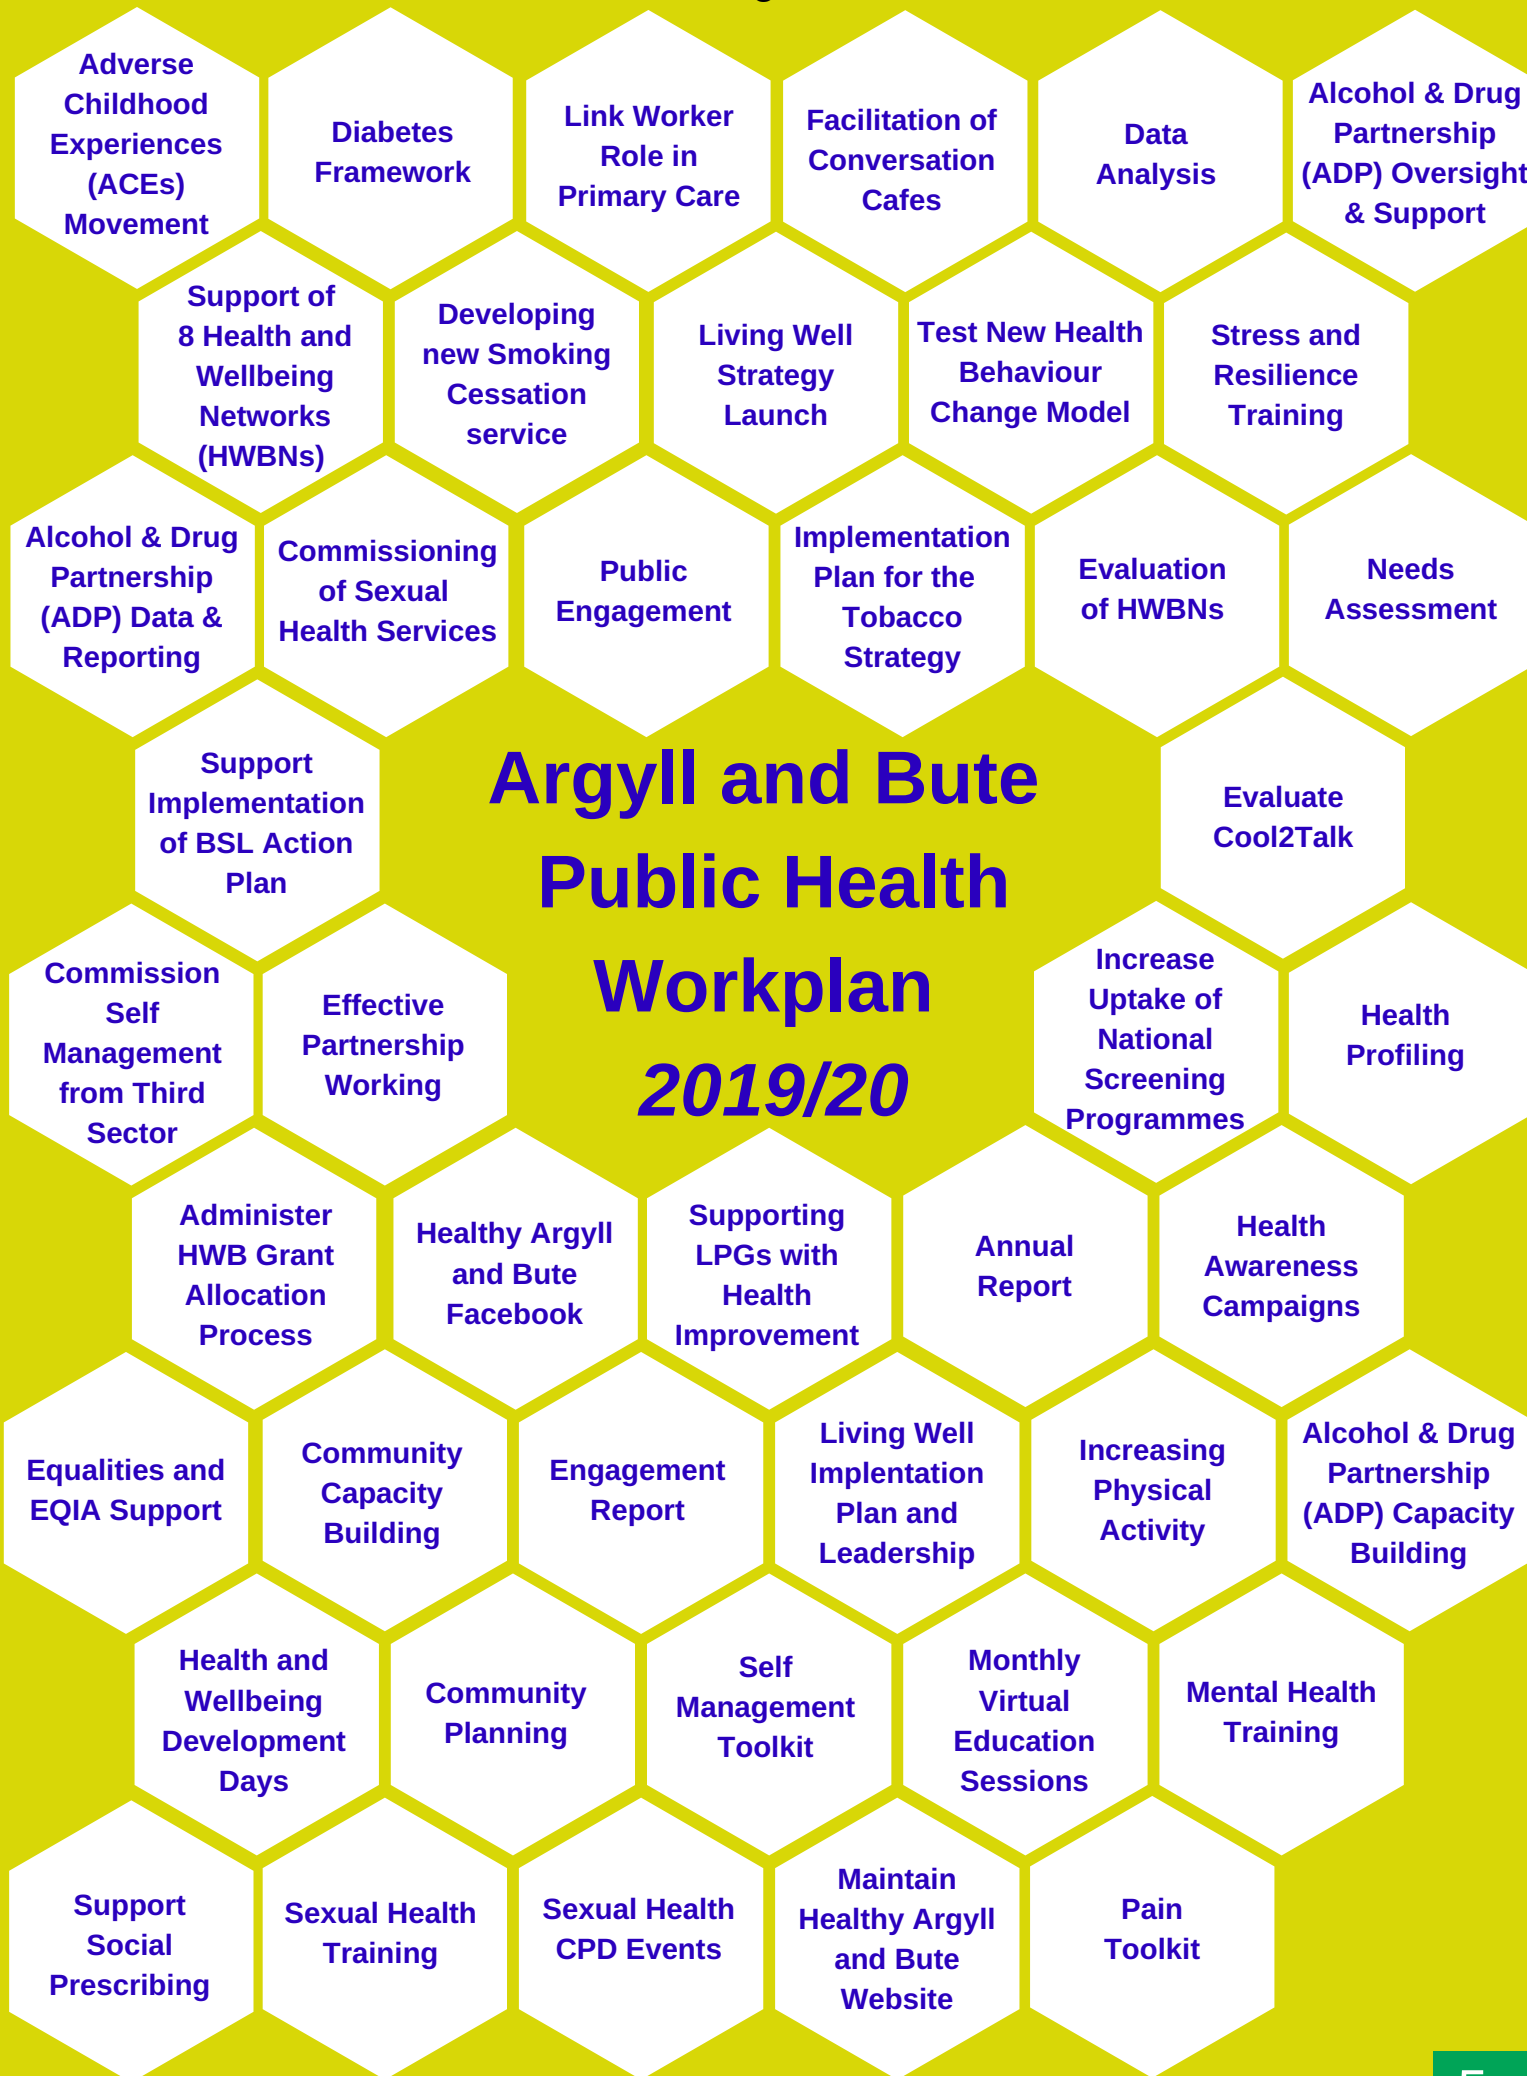 Adverse
Childhood
Experiences
(ACEs)
Movement
Diabetes
Framework
Link Worker
Role in
Primary Care
Facilitation of
Conversation
Cafes
Data
Analysis
Alcohol & Drug
Partnership
(ADP) Oversight
& Support
Support of
8 Health and
Wellbeing
Networks
(HWBNs)
Developing
new Smoking
Cessation
service
Living Well
Strategy
Launch
Test New Health
Behaviour
Change Model
Stress and
Resilience
Training
Alcohol & Drug
Partnership
(ADP) Data &
Reporting
Commissioning
of Sexual
Health Services
Public
Engagement
Implementation
Plan for the
Tobacco
Strategy
Evaluation
of HWBNs
Needs
Assessment
Support
Implementation
of BSL Action
Plan
Argyll and Bute
Public Health
Workplan
2019/20
Evaluate
Cool2Talk
Commission
Self
Management
from Third
Sector
Effective
Partnership
Working
Increase
Uptake of
National
Screening
Programmes
Health
Profiling
Administer
HWB Grant
Allocation
Process
Healthy Argyll
and Bute
Facebook
Supporting
LPGs with
Health
Improvement
Annual
Report
Health
Awareness
Campaigns
Equalities and
EQIA Support
Community
Capacity
Building
Engagement
Report
Living Well
Implentation
Plan and
Leadership
Increasing
Physical
Activity
Alcohol & Drug
Partnership
(ADP) Capacity
Building
Health and
Wellbeing
Development
Days
Community
Planning
Self
Management
Toolkit
Monthly
Virtual
Education
Sessions
Mental Health
Training
Support
Social
Prescribing
Sexual Health
Training
Sexual Health
CPD Events
Maintain
Healthy Argyll
and Bute
Website
Pain
Toolkit